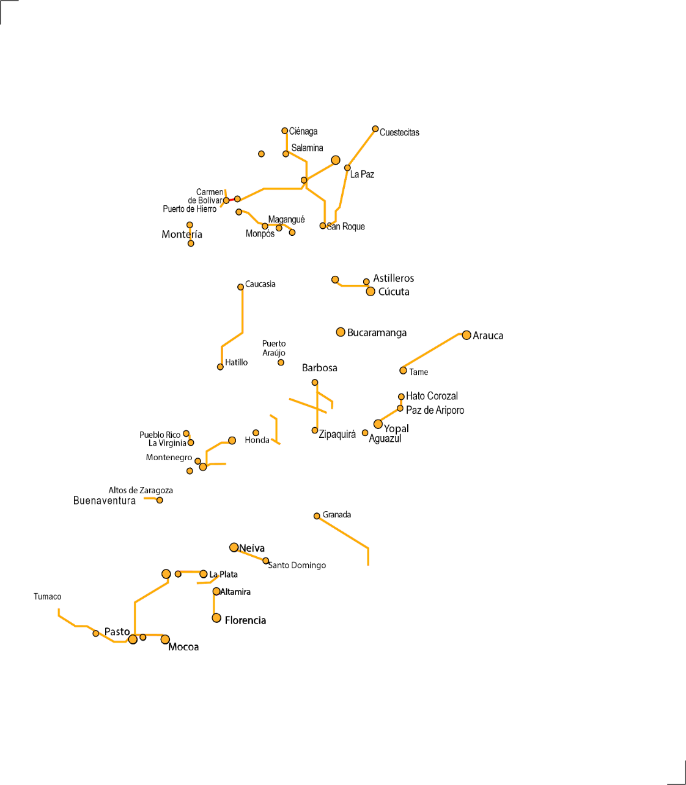 Ciénaga
Cuestecitas
Salamina
La Paz
Carmen
de Bolívar
Puerto de Hierro
Magangué
San Roque
Montería
Monpós
Astilleros
Caucasia
Cúcuta
Bucaramanga
Arauca
Puerto
Araújo
Hatillo
Barbosa
Tame
Hato Corozal
Paz de Ariporo
Yopal
Pueblo Rico
Zipaquirá
Aguazul
La Virginia
Honda
Montenegro
Altos de Zaragoza
Buenaventura
Granada
Neiva
Santo Domingo
La Plata
Altamira
Tumaco
Florencia
Pasto
Mocoa